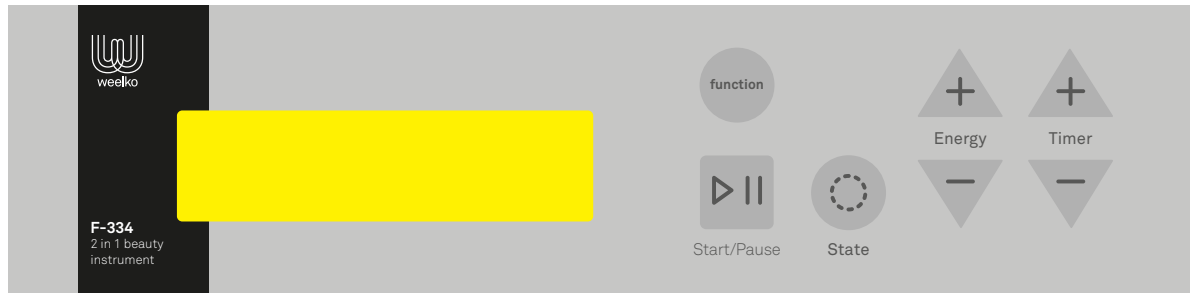 weelko
F-334
2 in 1 beauty
instrument
function
Start/Pause
State
Energy
Timer